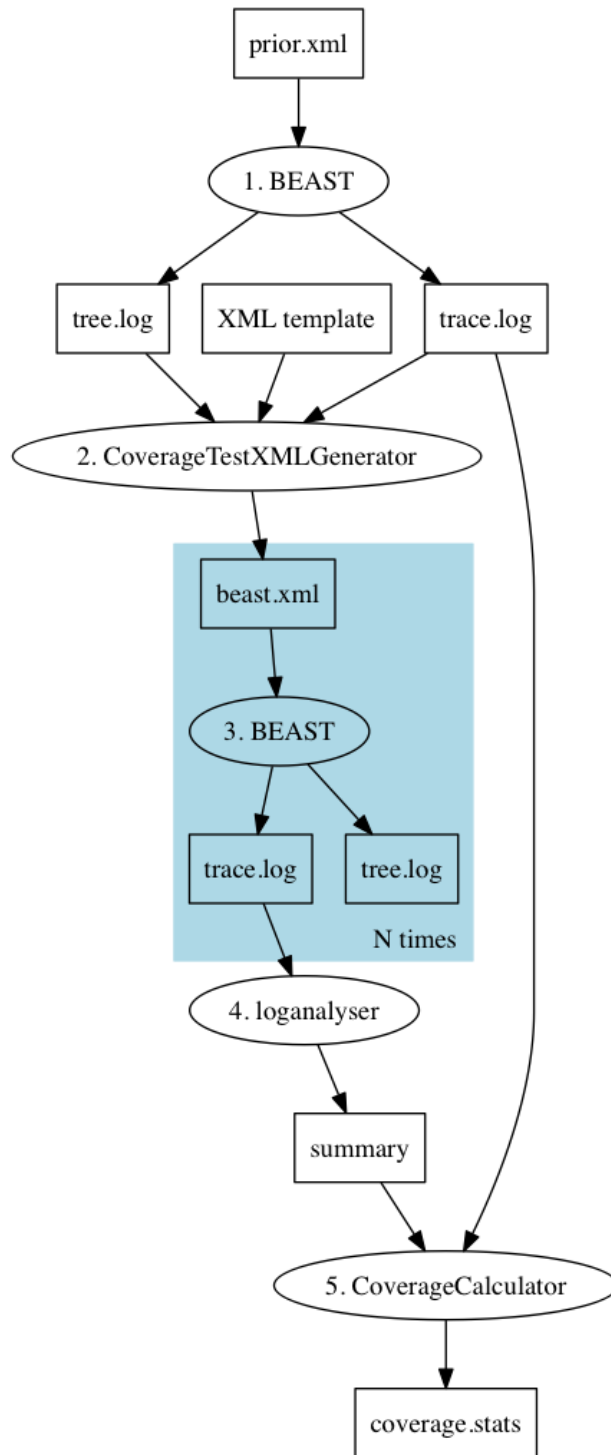 prior.xml
1. BEAST
tree.log
XML template
trace.log
2. CoverageTestXMLGenerator
beast.xml
3. BEAST
trace.log
tree.log
N times
4. loganalyser
summary
5. CoverageCalculator
coverage.stats